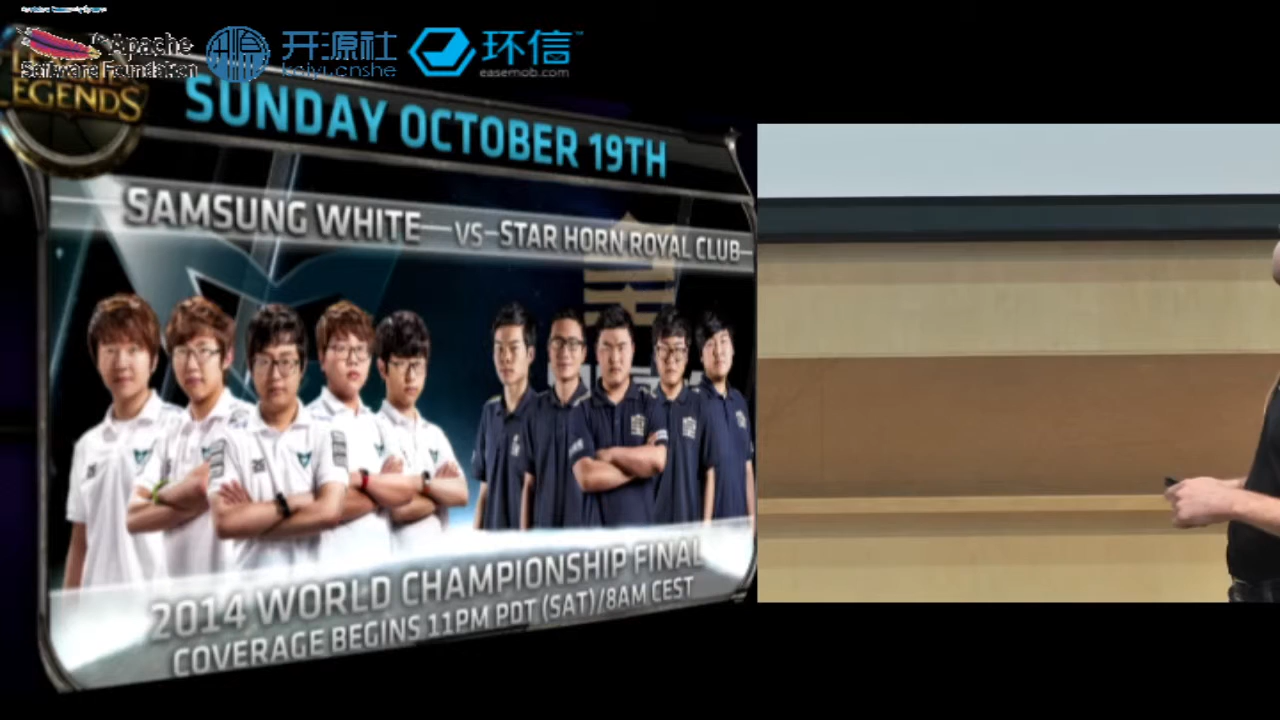 Apache
Software Foundation
开源社
kaiyuanshe
环信
easemob.com
LEGENDS
SUNDAY OCTOBER 19TH
SAMSUNG WHITE VS STAR HORN ROYAL CLUB
2014 WORLD CHAMPIONSHIP FINAL
COVERAGE BEGINS 11PM PDT (SAT)/8AM CEST